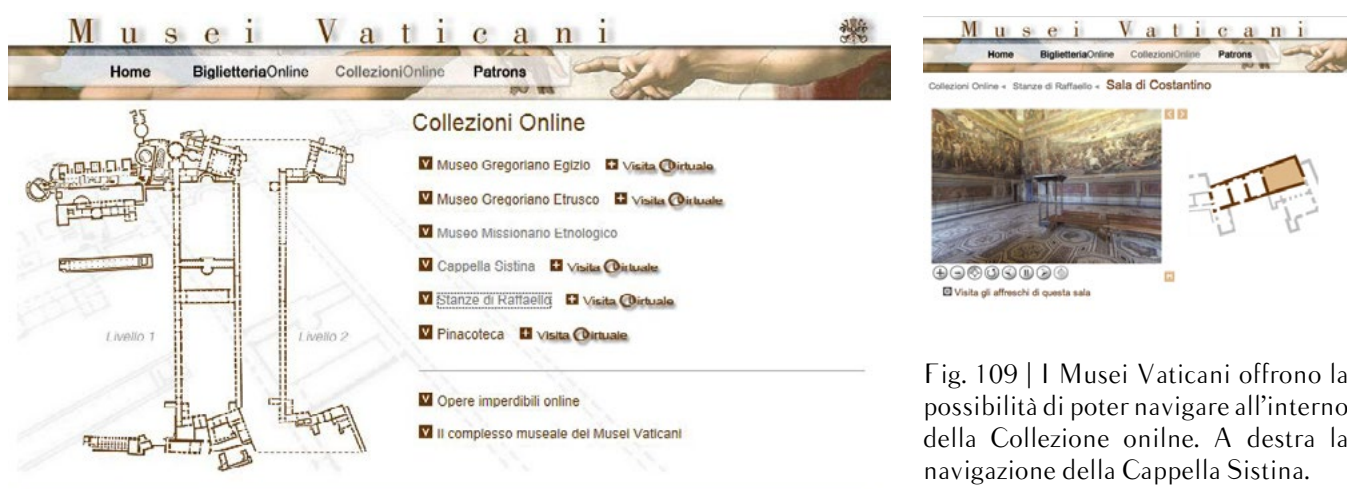 Musei Vaticani
Home BiglietteriaOnline CollezioniOnline Patrons
Collezioni Online
Museo Gregoriano Egizio Visita Virtuale
Museo Gregoriano Etrusco Visita Virtuale
Museo Missionario Etnologico
Cappella Sistina Visita Virtuale
Stanze di Raffaello Visita Virtuale
Pinacoteca Visita Virtuale
Livello 1
Livello 2
Opere imperdibili online
Il complesso museale dei Musei Vaticani
Musei Vaticani
Home BiglietteriaOnline CollezioniOnline Patrons
Collezioni Online « Stanze di Raffaello « Sala di Costantino
Visita gli affreschi di questa sala
Fig. 109 | I Musei Vaticani offrono la
possibilità di poter navigare all'interno
della Collezione onilne. A destra la
navigazione della Cappella Sistina.